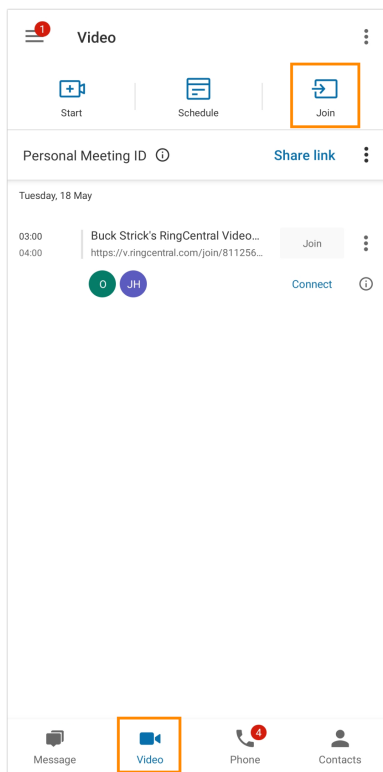 1
Video
Start
Schedule
Join
Personal Meeting ID
Share link
Tuesday, 18 May
03:00
Buck Strick's RingCentral Video...
Join
04:00
https://v.ringcentral.com/join/811256...
O
JH
Connect
Message
Video
4
Phone
Contacts